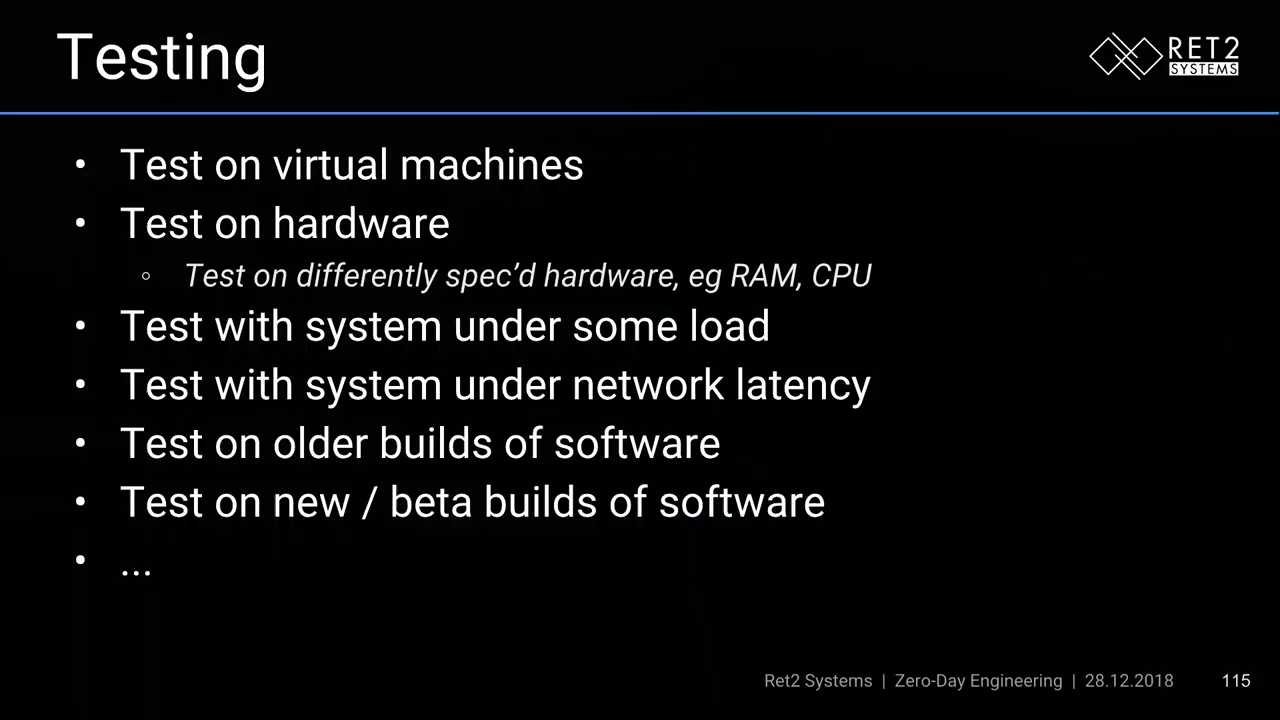 Testing
RET2
SYSTEMS
• Test on virtual machines
• Test on hardware
○ Test on differently spec’d hardware, eg RAM, CPU
• Test with system under some load
• Test with system under network latency
• Test on older builds of software
• Test on new / beta builds of software
• ...
Ret2 Systems | Zero-Day Engineering | 28.12.2018 115